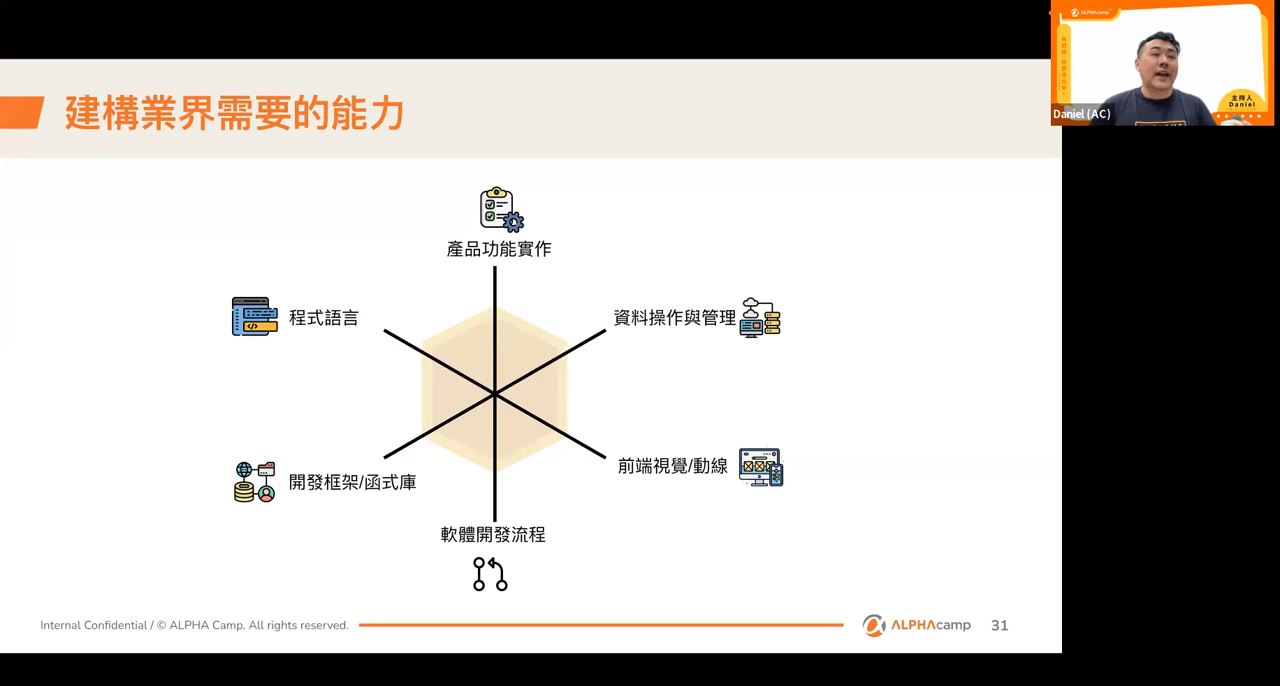 建構業界需要的能力
ALPHAcamp
主持人
Daniel
Daniel (AC)
產品功能實作
程式語言
資料操作與管理
開發框架/函式庫
前端視覺/動線
軟體開發流程
Internal Confidential / © ALPHA Camp. All rights reserved.
ALPHAcamp
31